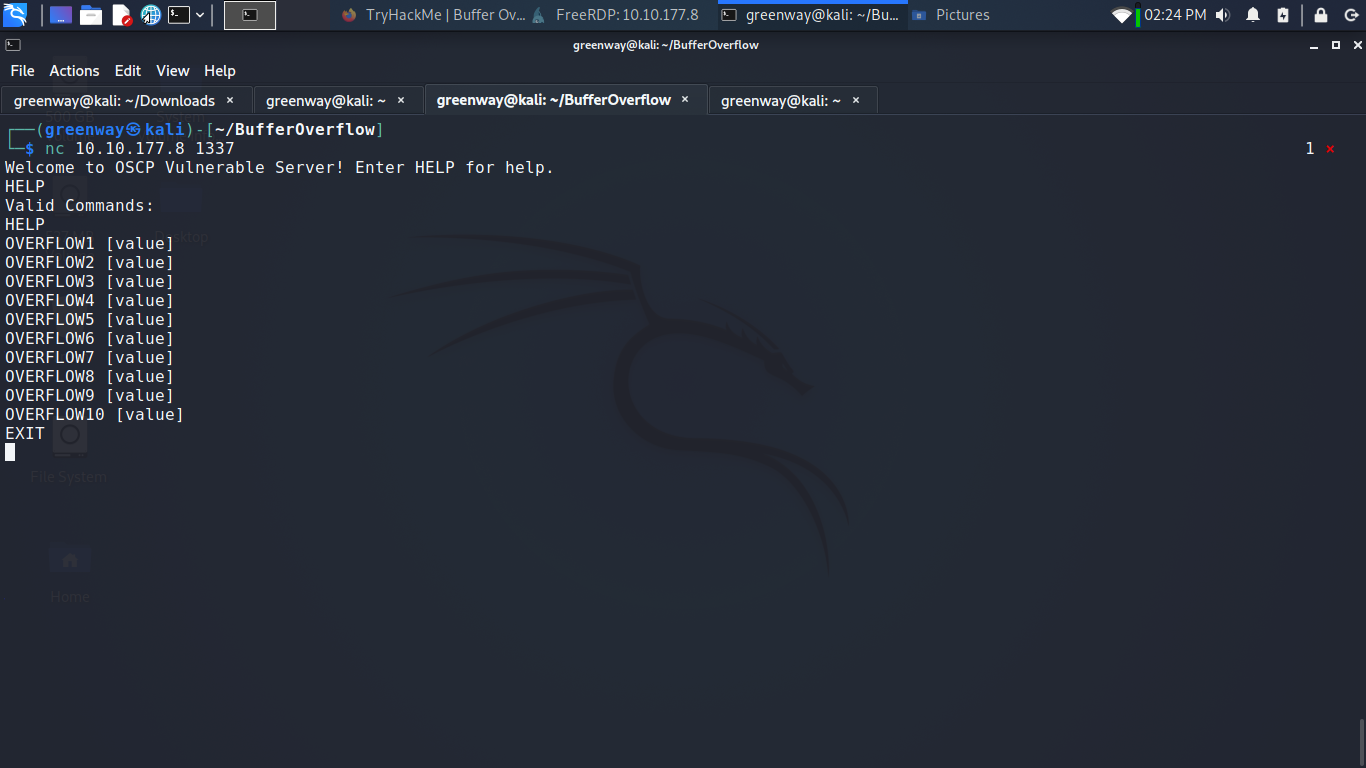 TryHackMe | Buffer Ov... FreeRDP: 10.10.177.8 greenway@kali: ~/Bu... Pictures 02:24 PM
greenway@kali: ~/BufferOverflow
File Actions Edit View Help
greenway@kali: ~/Downloads × greenway@kali: ~ × greenway@kali: ~/BufferOverflow × greenway@kali: ~ ×
┌──(greenway㉿kali)-[~/BufferOverflow]
└─$ nc 10.10.177.8 1337 1 ×
Welcome to OSCP Vulnerable Server! Enter HELP for help.
HELP
Valid Commands:
HELP
OVERFLOW1 [value]
OVERFLOW2 [value]
OVERFLOW3 [value]
OVERFLOW4 [value]
OVERFLOW5 [value]
OVERFLOW6 [value]
OVERFLOW7 [value]
OVERFLOW8 [value]
OVERFLOW9 [value]
OVERFLOW10 [value]
EXIT
File System
Home